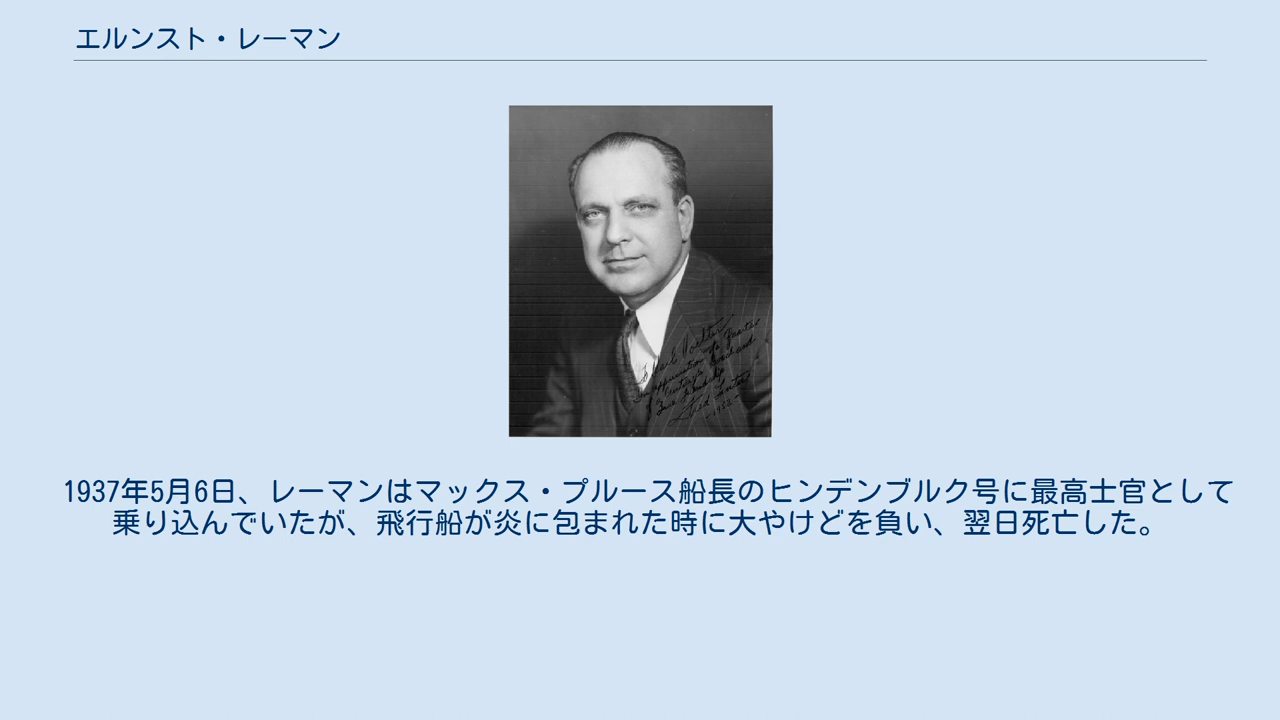 エルンスト・レーマン
To
appreciation
Fred
1952
1937年5月6日、レーマンはマックス・プルース船長のヒンデンブルク号に最高士官として
乗り込んでいたが、飛行船が炎に包まれた時に大やけどを負い、翌日死亡した。